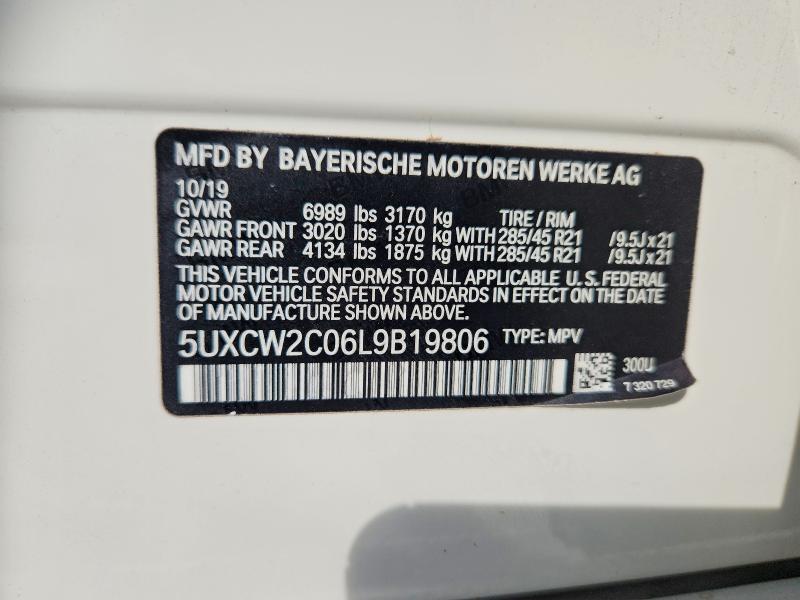 MFD BY BAYERISCHE MOTOREN WERKE AG
10/19
GVWR 6989 lbs 3170 kg TIRE / RIM
GAWR FRONT 3020 lbs 1370 kg WITH 285/45 R21 /9.5J x 21
GAWR REAR 4134 lbs 1875 kg WITH 285/45 R21 /9.5J x 21
THIS VEHICLE CONFORMS TO ALL APPLICABLE U. S. FEDERAL
MOTOR VEHICLE SAFETY STANDARDS IN EFFECT ON THE DATE
OF MANUFACTURE SHOWN ABOVE.
5UXCW2C06L9B19806 TYPE: MPV
300U
7 320 729